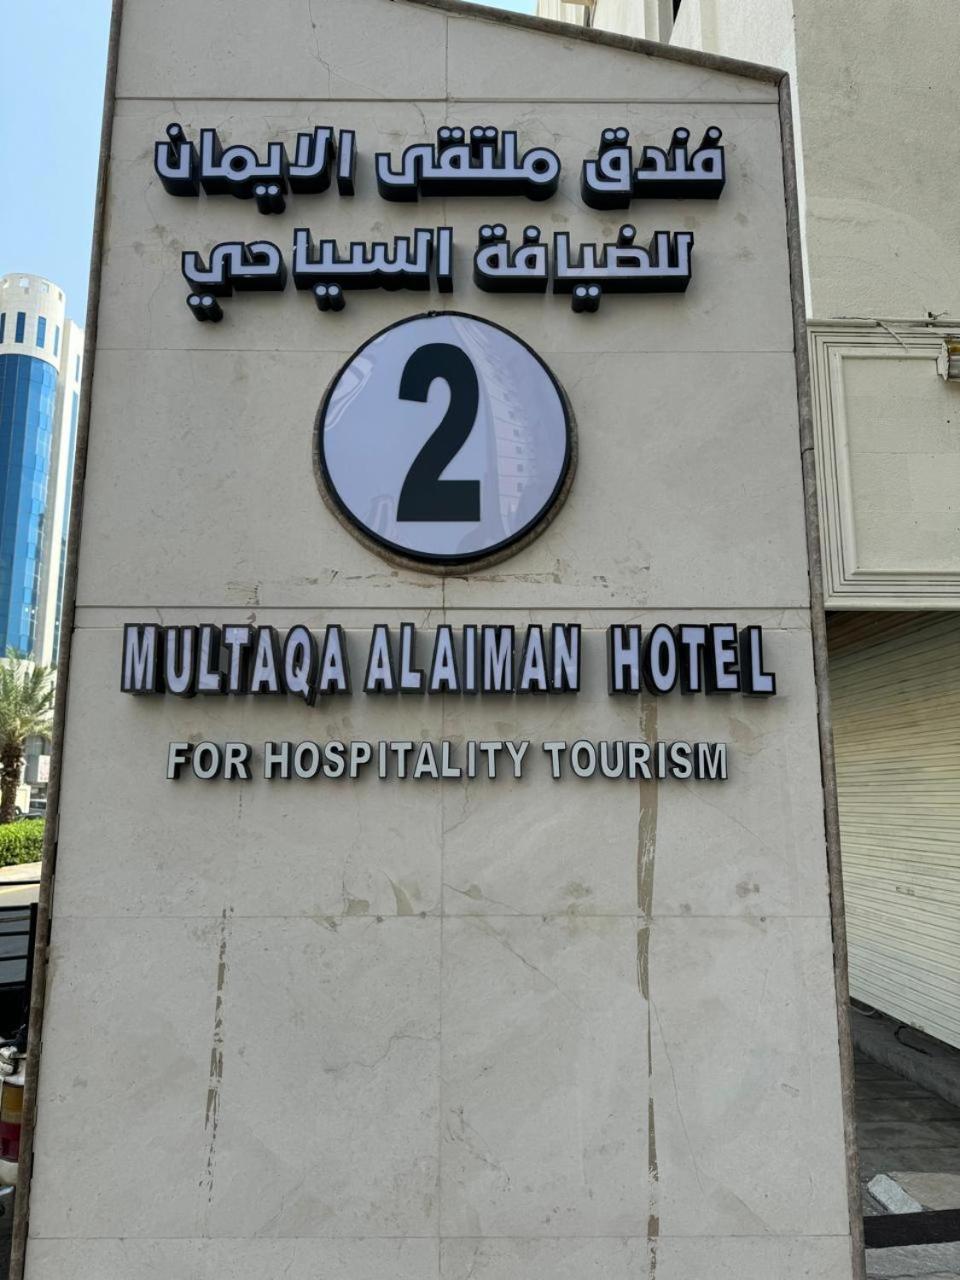 فندق ملتقى الايمان
للضيافة السياحي
2
MULTAQA ALAIMAN HOTEL
FOR HOSPITALITY TOURISM